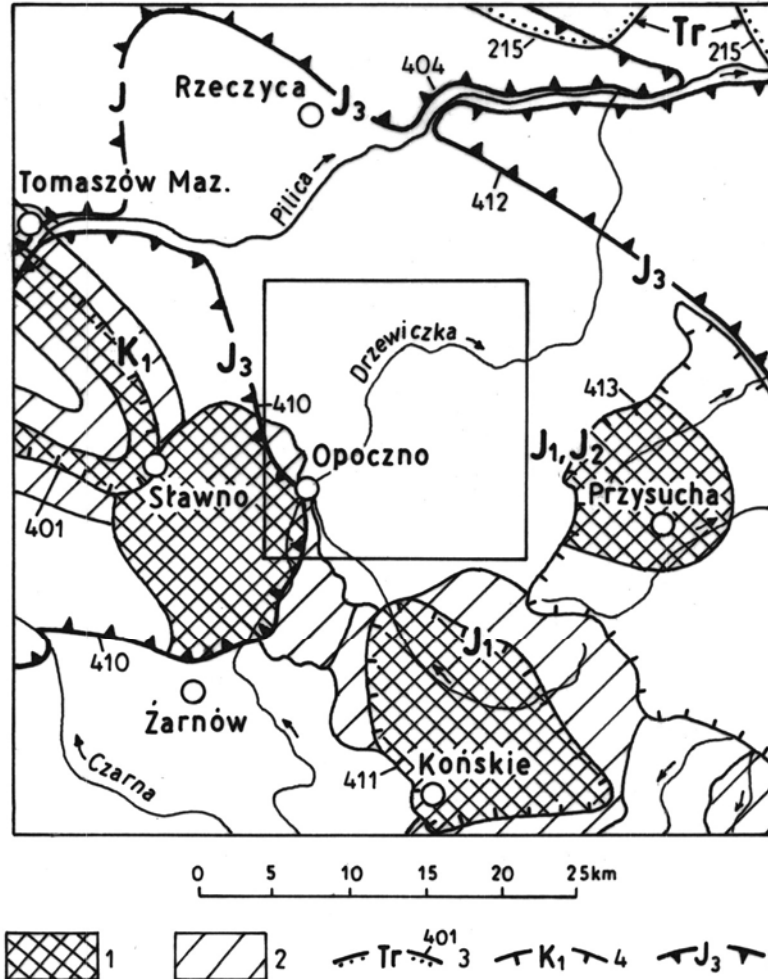 Tr
215
215
404
Rzeczyca
J₃
J
Tomaszów Maz.
Pilica
412
J₃
K₁
Drzewiczka
J₃
410
413
Opoczno
J₁, J₂
Sławno
Przysucha
401
410
J₁
Żarnów
Końskie
411
Czarna
0 5 10 15 20 25km
1
2
Tr 401 3
K₁ 4
J₃